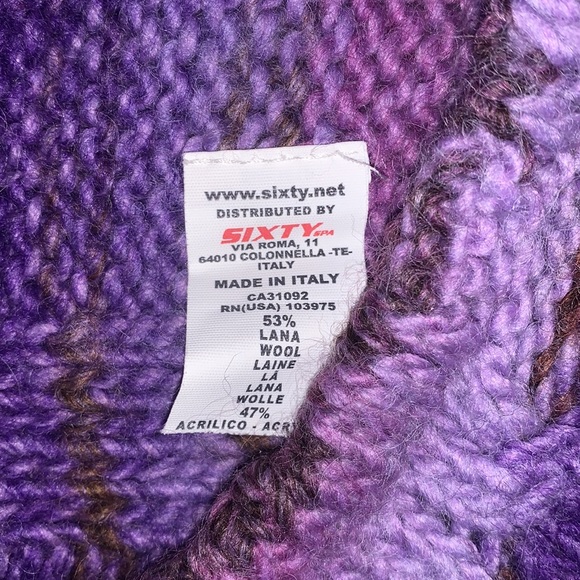 www.sixty.net
DISTRIBUTED BY
SIXTY SPA
VIA ROMA, 11
64010 COLONNELLA -TE-
ITALY
MADE IN ITALY
CA31092
RN(USA) 103975
53%
LANA
WOOL
LAINE
LÃ
LANA
WOLLE
47%
ACRILICO -